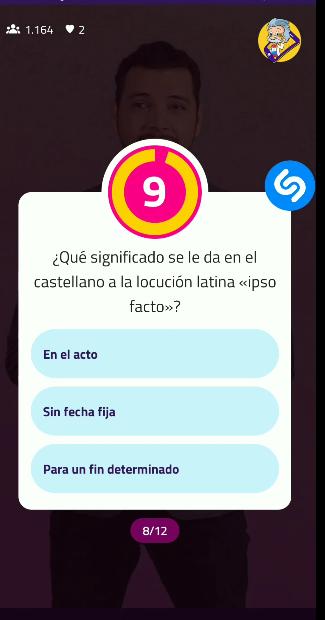 1.164
2
9
¿Qué significado se le da en el
castellano a la locución latina «ipso
facto»?
En el acto
Sin fecha fija
Para un fin determinado
8/12